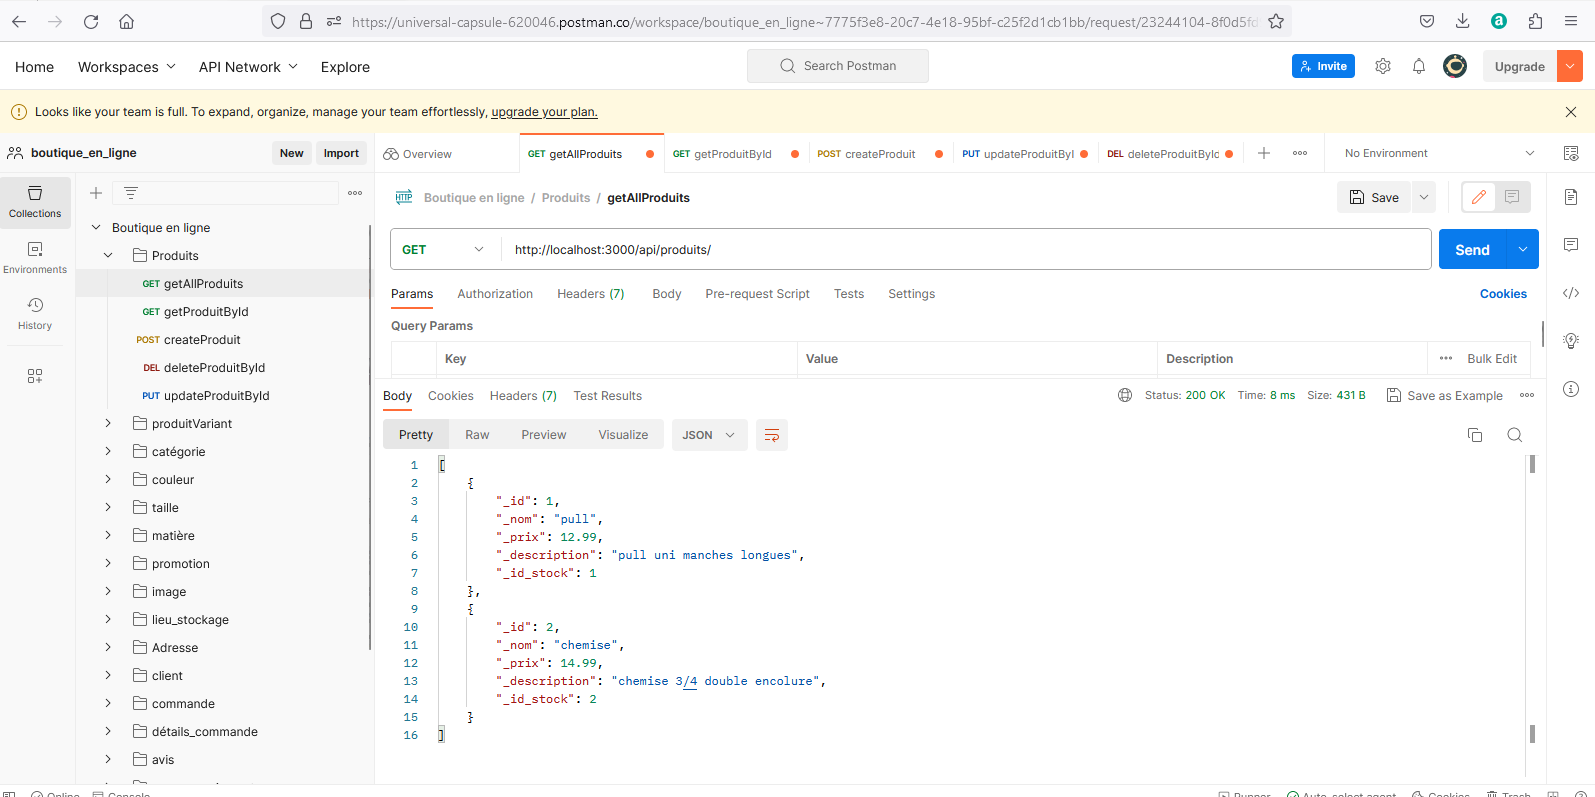 https://universal-capsule-620046.postman.co/workspace/boutique_en_ligne~7775f3e8-20c7-4e18-95bf-c25f2d1cb1bb/request/23244104-8f0d5fd
Home Workspaces API Network Explore Search Postman Invite Upgrade
Looks like your team is full. To expand, organize, manage your team effortlessly, upgrade your plan.
boutique_en_ligne New Import
Overview GET getAllProduits GET getProduitById POST createProduit PUT updateProduitById DEL deleteProduitById No Environment
Collections
Environments
History
Boutique en ligne
Produits
GET getAllProduits
GET getProduitById
POST createProduit
DEL deleteProduitById
PUT updateProduitById
produitVariant
catégorie
couleur
taille
matière
promotion
image
lieu_stockage
Adresse
client
commande
détails_commande
avis
HTTP Boutique en ligne / Produits / getAllProduits Save
GET http://localhost:3000/api/produits/ Send
Params Authorization Headers (7) Body Pre-request Script Tests Settings Cookies
Query Params
Key Value Description Bulk Edit
Body Cookies Headers (7) Test Results Status: 200 OK Time: 8 ms Size: 431 B Save as Example
Pretty Raw Preview Visualize JSON
1 [
2 {
3 "_id": 1,
4 "_nom": "pull",
5 "_prix": 12.99,
6 "_description": "pull uni manches longues",
7 "_id_stock": 1
8 },
9 {
10 "_id": 2,
11 "_nom": "chemise",
12 "_prix": 14.99,
13 "_description": "chemise 3/4 double encolure",
14 "_id_stock": 2
15 }
16 ]
Online Console Runner Auto-select agent Cookies Trash